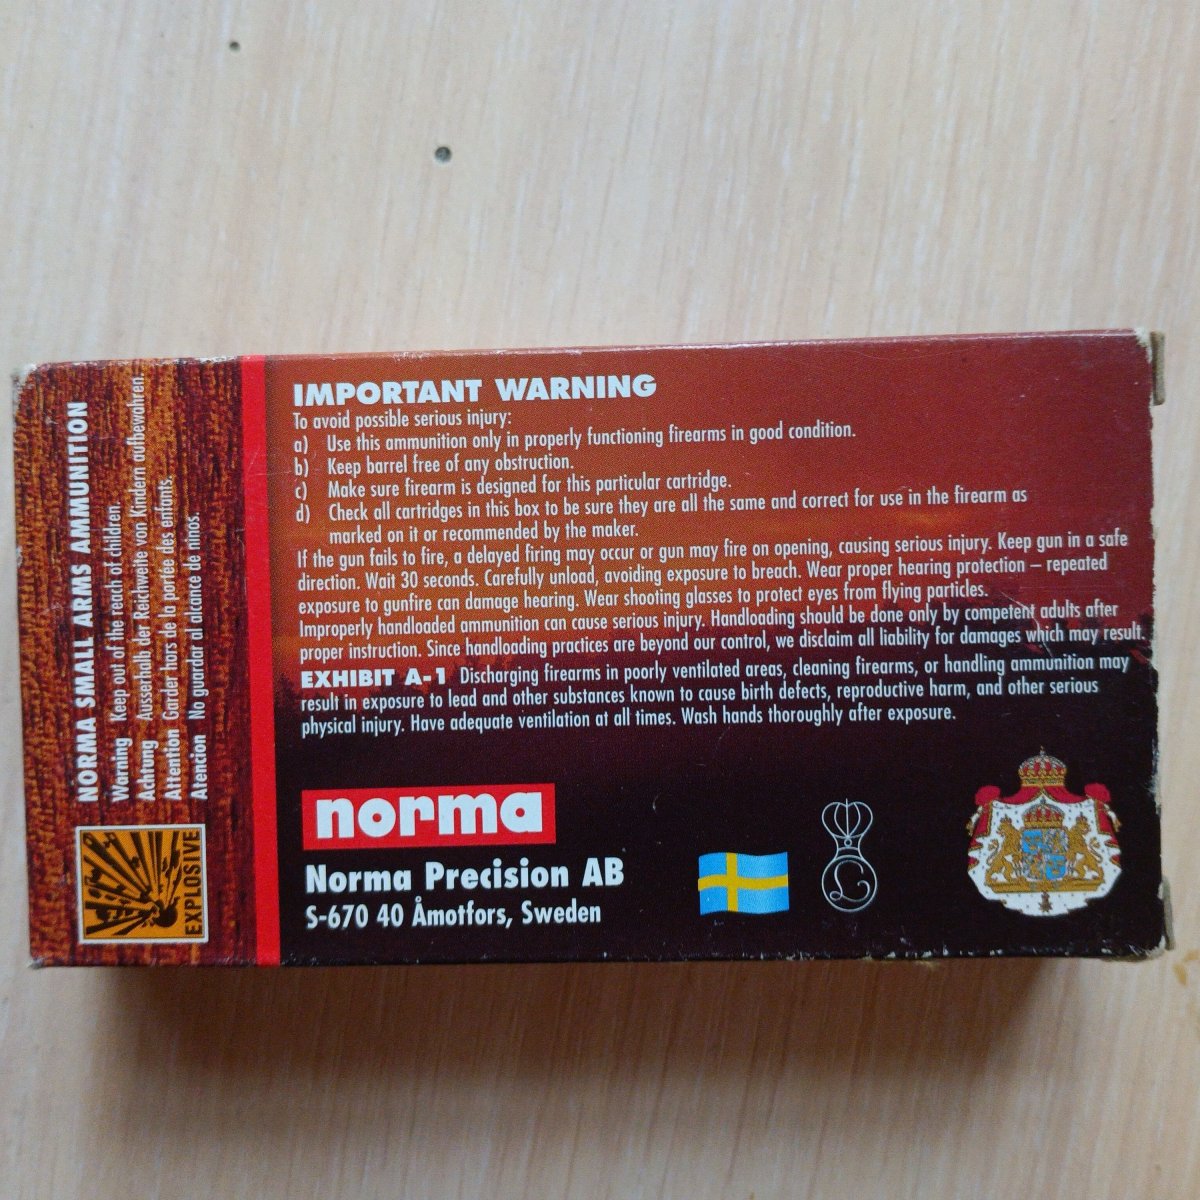 NORMA SMALL ARMS AMMUNITION
Warning Keep out of the reach of children.
Achtung Ausserhalb der Reichweite von Kindern aufbewahren.
Attention Garder hors de la portée des enfants.
Atencion No guardar al alcance de ninos.
EXPLOSIVE
IMPORTANT WARNING
To avoid possible serious injury:
a) Use this ammunition only in properly functioning firearms in good condition.
b) Keep barrel free of any obstruction.
c) Make sure firearm is designed for this particular cartridge.
d) Check all cartridges in this box to be sure they are all the same and correct for use in the firearm as
marked on it or recommended by the maker.
If the gun fails to fire, a delayed firing may occur or gun may fire on opening, causing serious injury. Keep gun in a safe
direction. Wait 30 seconds. Carefully unload, avoiding exposure to breach. Wear proper hearing protection – repeated
exposure to gunfire can damage hearing. Wear shooting glasses to protect eyes from flying particles.
Improperly handloaded ammunition can cause serious injury. Handloading should be done only by competent adults after
proper instruction. Since handloading practices are beyond our control, we disclaim all liability for damages which may result.
EXHIBIT A-1 Discharging firearms in poorly ventilated areas, cleaning firearms, or handling ammunition may
result in exposure to lead and other substances known to cause birth defects, reproductive harm, and other serious
physical injury. Have adequate ventilation at all times. Wash hands thoroughly after exposure.
norma
Norma Precision AB
S-670 40 Åmotfors, Sweden
L